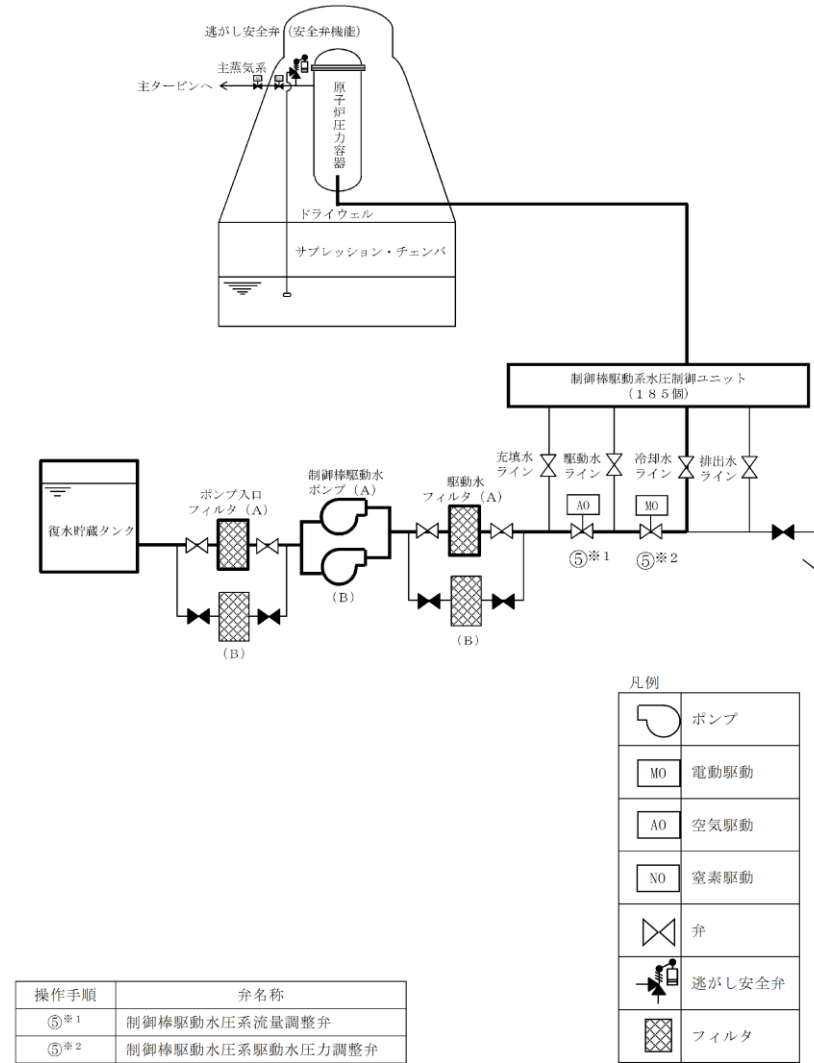 逃がし安全弁（安全弁機能）
主蒸気系
主タービンへ
原子炉圧力容器
ドライウェル
サプレッション・チェンバ
制御棒駆動系水圧制御ユニット
（１８５個）
充填水
ライン
駆動水
ライン
冷却水
ライン
排出水
ライン
復水貯蔵タンク
ポンプ入口
フィルタ（A）
制御棒駆動水
ポンプ（A）
駆動水
フィルタ（A）
AO
MO
⑤※1
⑤※2
（B）
（B）
（B）
凡例
ポンプ
MO 電動駆動
AO 空気駆動
NO 窒素駆動
弁
逃がし安全弁
フィルタ
操作手順 弁名称
⑤※1 制御棒駆動水圧系流量調整弁
⑤※2 制御棒駆動水圧系駆動水圧力調整弁